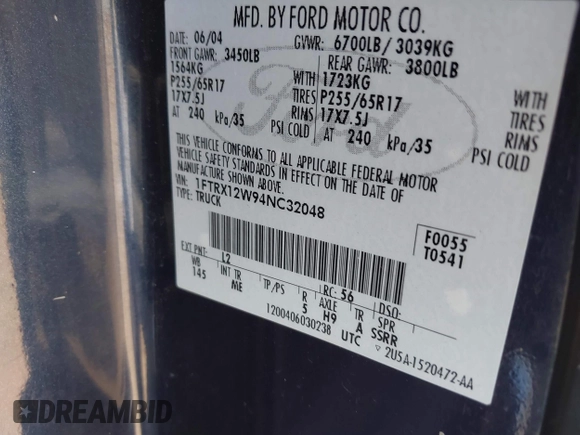 MFD. BY FORD MOTOR CO.
DATE: 06/04 GVWR: 6700LB/ 3039KG
FRONT GAWR: 3450LB REAR GAWR: 3800LB
1564KG WITH 1723KG WITH
P255/65R17 TIRES P255/65R17 TIRES
17X7.5J RIMS 17X7.5J RIMS
AT 240 kPa/35 PSI COLD AT 240 kPa/35 PSI COLD
THIS VEHICLE CONFORMS TO ALL APPLICABLE FEDERAL MOTOR
VEHICLE SAFETY STANDARDS IN EFFECT ON THE DATE OF
MANUFACTURE SHOWN ABOVE.
VIN: 1FTRX12W94NC32048
TYPE: TRUCK
F0055
T0541
EXT PNT: L2 RC: 56 DSO:
WB INT TR TP/PS R AXLE TR SPR
145 ME 5 H9 A SSRR
1200406030238 UTC 2U5A-1520472-AA
Ford
DREAMBID